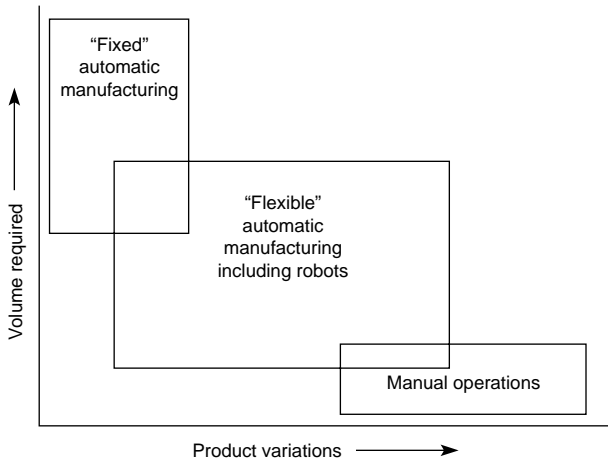 “Fixed”
automatic
manufacturing
“Flexible”
automatic
manufacturing
including robots
Manual operations
Volume required
Product variations